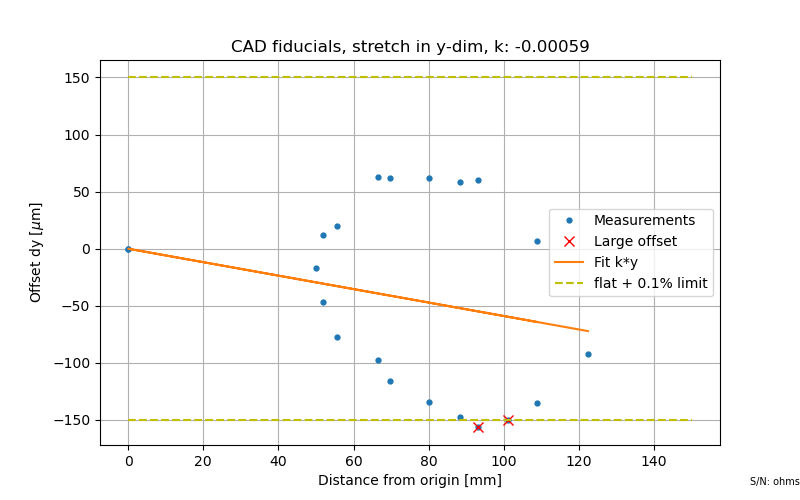 CAD fiducials, stretch in y-dim, k: -0.00059
150
100
50
0
−50
−100
−150
Offset dy [μm]
Measurements
Large offset
Fit k*y
flat + 0.1% limit
0 20 40 60 80 100 120 140
Distance from origin [mm]
S/N: ohms